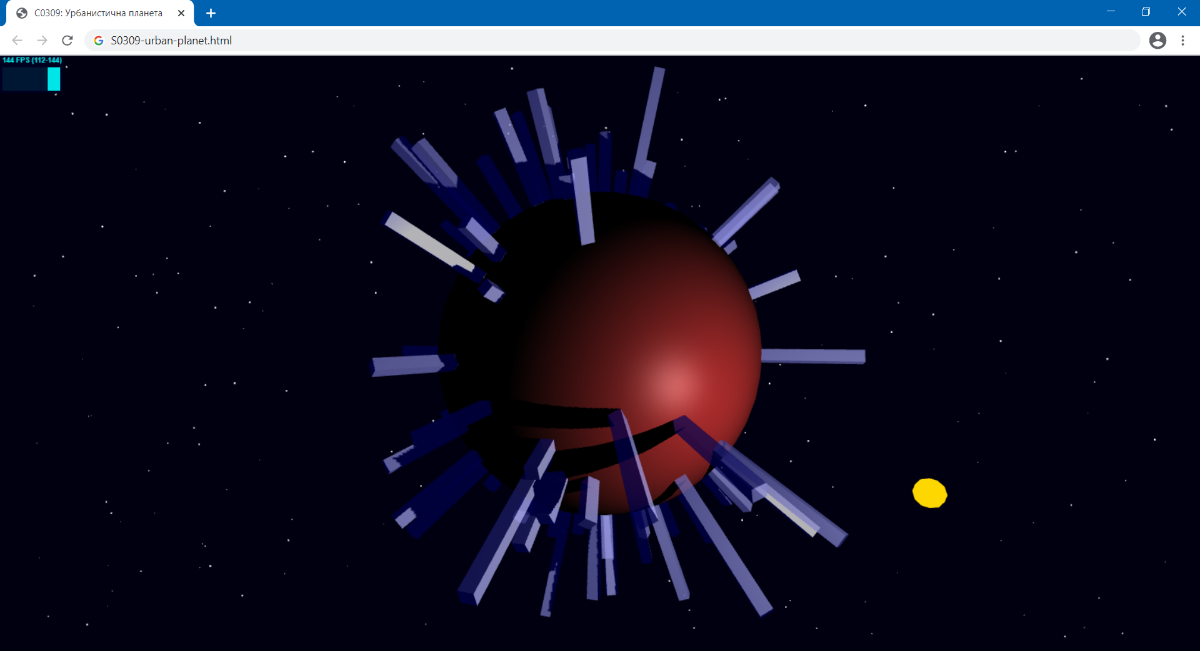 C0309: Урбанистична планета
S0309-urban-planet.html
144 FPS (112-144)